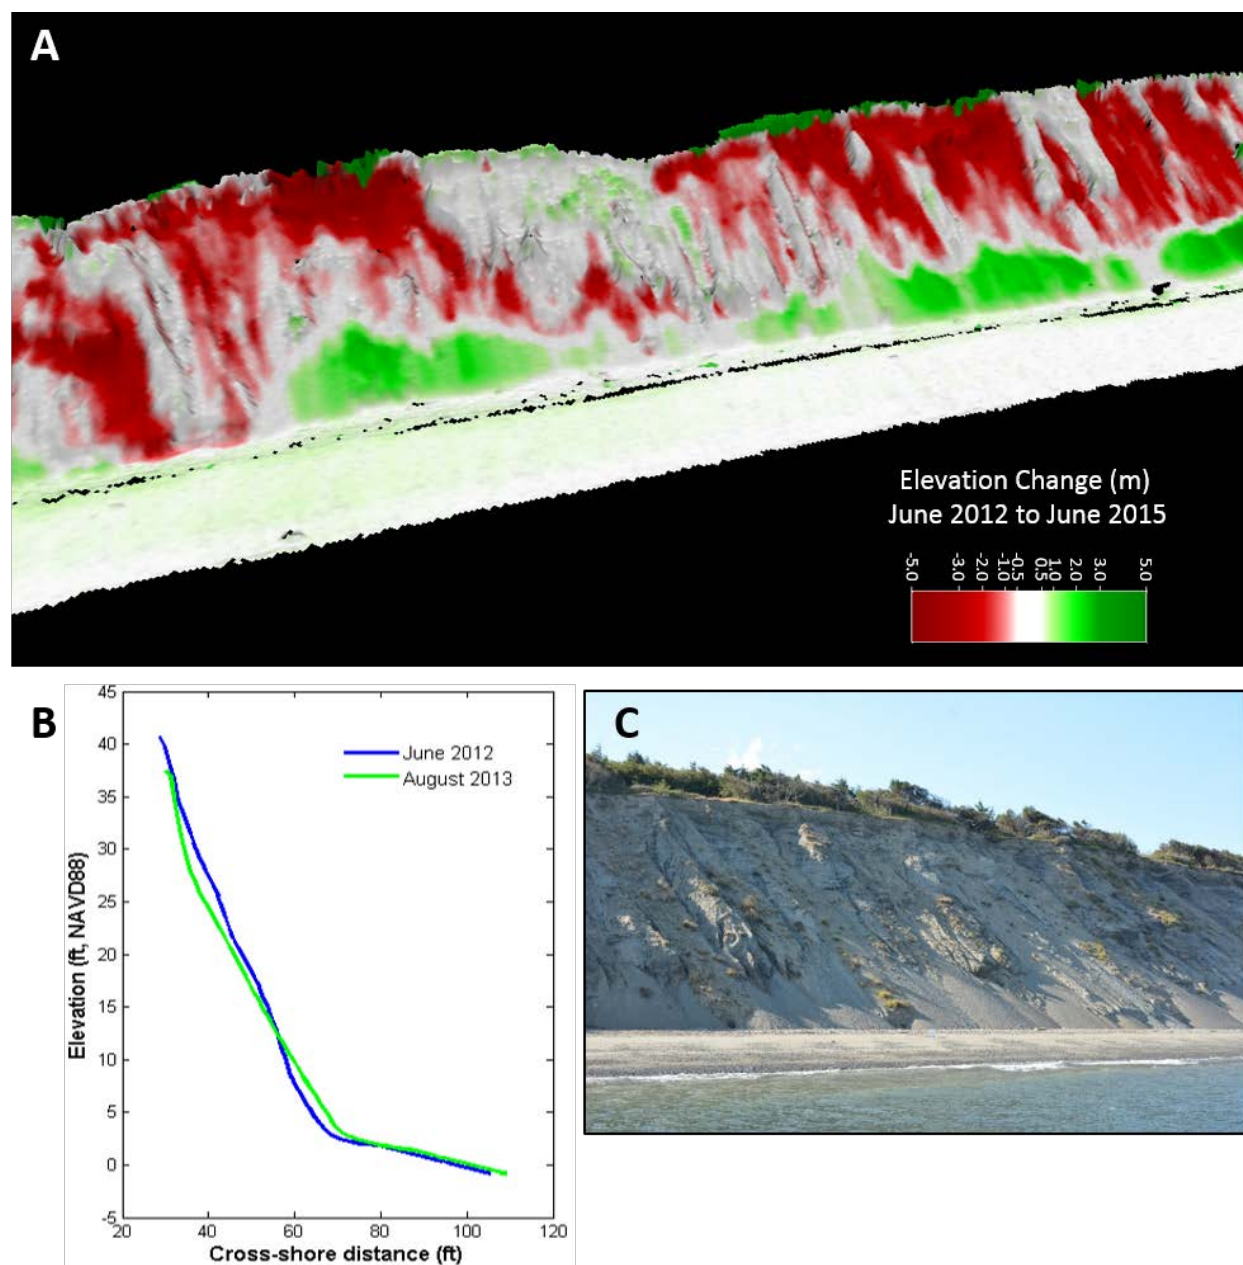 A
Elevation Change (m)
June 2012 to June 2015
-5.0 -3.0 -2.0 -1.0 -0.5 0.5 1.0 2.0 3.0 5.0
B
45
40
35
30
25
20
15
10
5
0
-5
Elevation (ft, NAVD88)
June 2012
August 2013
20 40 60 80 100 120
Cross-shore distance (ft)
C